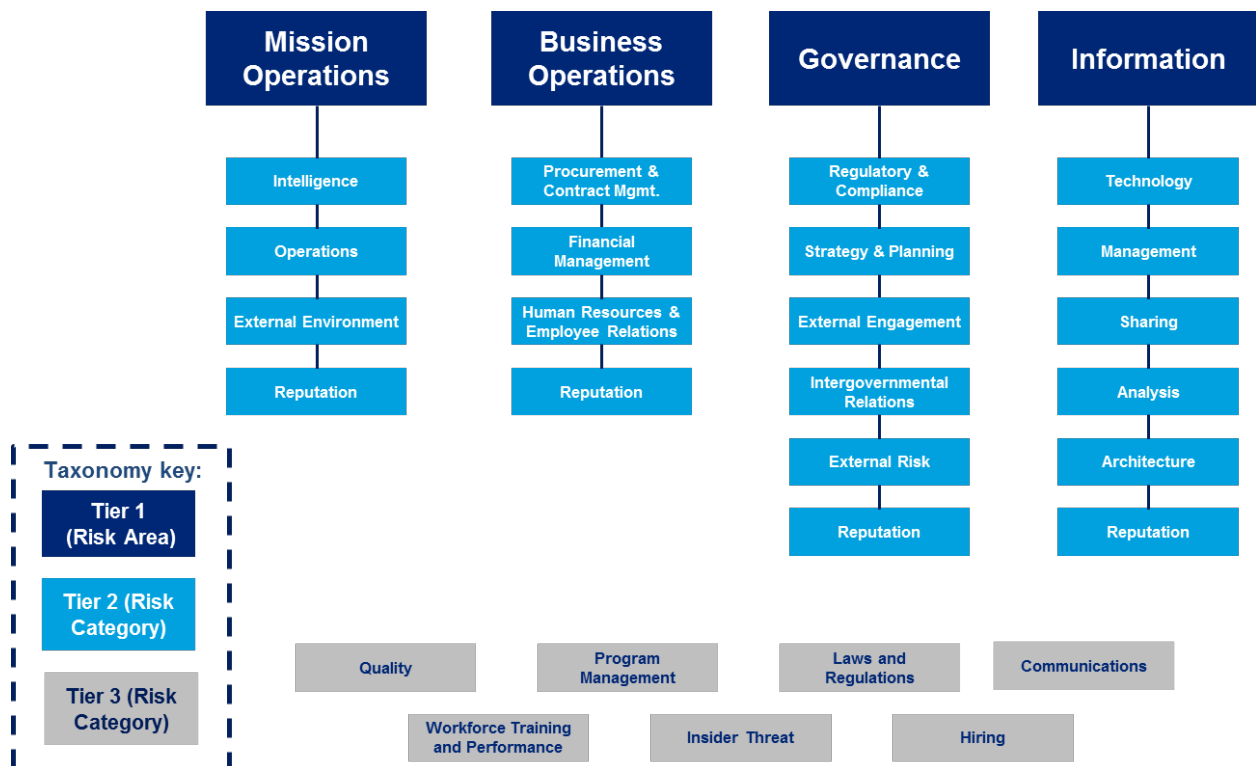 Mission
Operations
Business
Operations
Governance
Information
Intelligence
Operations
External Environment
Reputation
Procurement &
Contract Mgmt.
Financial
Management
Human Resources &
Employee Relations
Reputation
Regulatory &
Compliance
Strategy & Planning
External Engagement
Intergovernmental
Relations
External Risk
Reputation
Technology
Management
Sharing
Analysis
Architecture
Reputation
Taxonomy key:
Tier 1
(Risk Area)
Tier 2 (Risk
Category)
Tier 3 (Risk
Category)
Quality
Program
Management
Laws and
Regulations
Communications
Workforce Training
and Performance
Insider Threat
Hiring